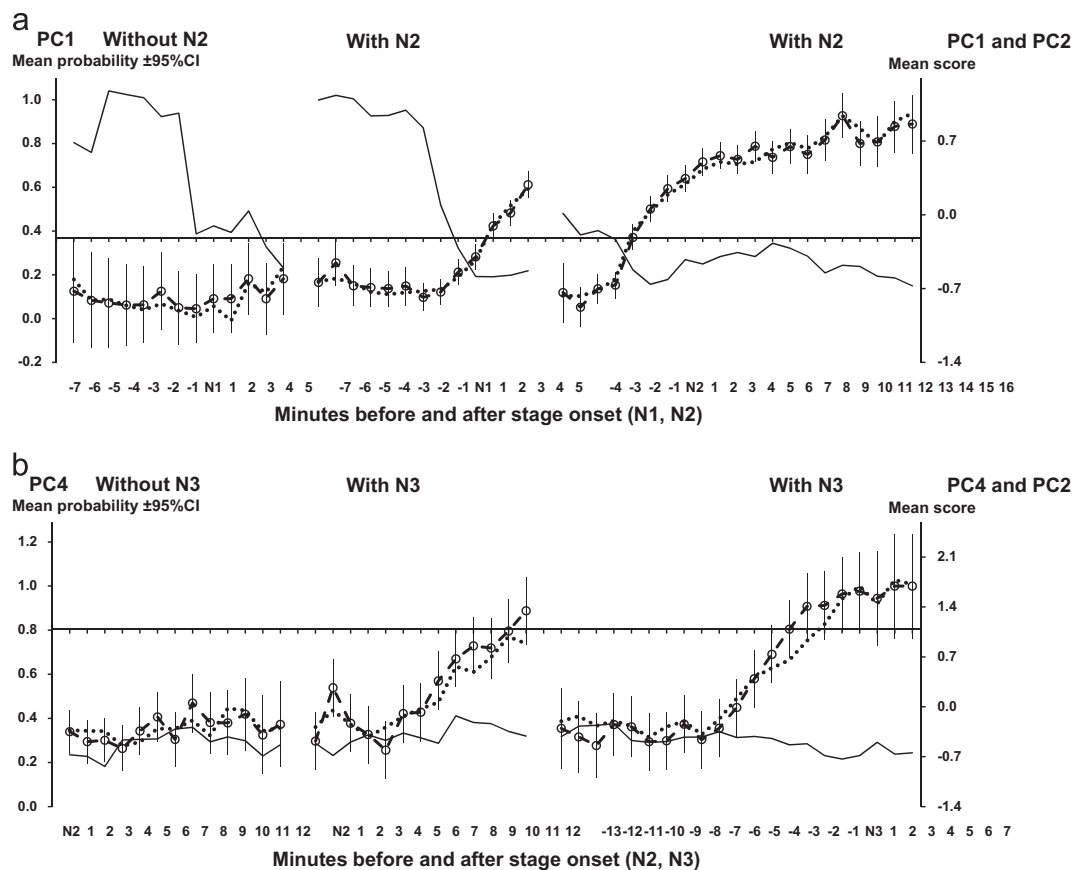 a
PC1 Without N2 With N2 With N2 PC1 and PC2
Mean probability ±95%CI Mean score
1.0
0.8 0.7
0.6
0.4 0.0
0.2
-0.7
0.0
-0.2 -1.4
-7 -6 -5 -4 -3 -2 -1 N1 1 2 3 4 5 -7 -6 -5 -4 -3 -2 -1 N1 1 2 3 4 5 -4 -3 -2 -1 N2 1 2 3 4 5 6 7 8 9 10 11 12 13 14 15 16
Minutes before and after stage onset (N1, N2)
b
PC4 Without N3 With N3 With N3 PC4 and PC2
Mean probability ±95%CI Mean score
1.2
2.1
1.0
1.4
0.8
0.7
0.6
0.4 0.0
0.2 -0.7
0.0 -1.4
N2 1 2 3 4 5 6 7 8 9 10 11 12 N2 1 2 3 4 5 6 7 8 9 10 11 12 -13 -12 -11 -10 -9 -8 -7 -6 -5 -4 -3 -2 -1 N3 1 2 3 4 5 6 7
Minutes before and after stage onset (N2, N3)